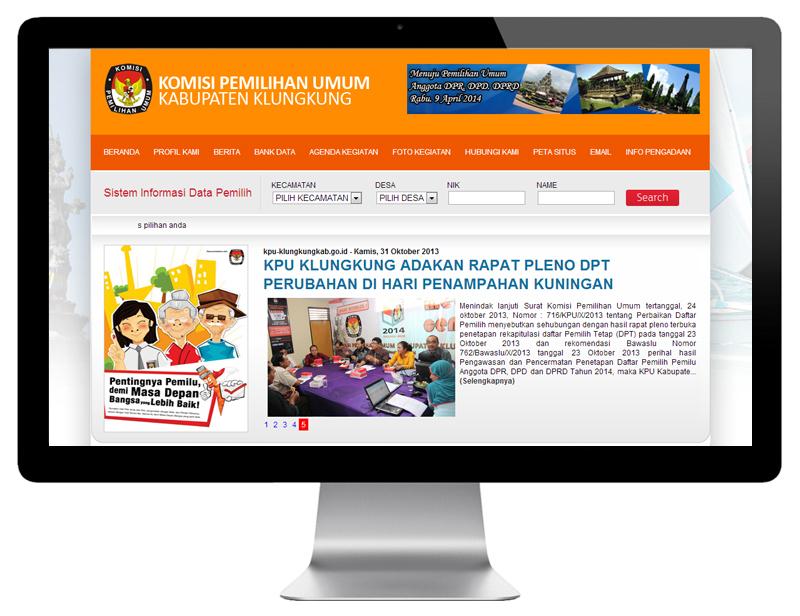 KOMISI
PEMILIHAN UMUM
KOMISI PEMILIHAN UMUM
KABUPATEN KLUNGKUNG
Menuju Pemilihan Umum
Anggota DPR, DPD, DPRD
Rabu, 9 April 2014
BERANDA PROFIL KAMI BERITA BANK DATA AGENDA KEGIATAN FOTO KEGIATAN HUBUNGI KAMI PETA SITUS EMAIL INFO PENGADAAN
Sistem Informasi Data Pemilih
KECAMATAN DESA NIK NAME
PILIH KECAMATAN PILIH DESA Search
s pilihan anda
Pentingnya Pemilu,
demi Masa Depan
Bangsa yang Lebih Baik!
kpu-klungkungkab.go.id - Kamis, 31 Oktober 2013
KPU KLUNGKUNG ADAKAN RAPAT PLENO DPT
PERUBAHAN DI HARI PENAMPAHAN KUNINGAN
2014
Menindak lanjuti Surat Komisi Pemilihan Umum tertanggal, 24
oktober 2013, Nomor : 716/KPU/X/2013 tentang Perbaikan Daftar
Pemilih menyebutkan sehubungan dengan hasil rapat pleno terbuka
penetapan rekapitulasi daftar Pemilih Tetap (DPT) pada tanggal 23
Oktober 2013 dan rekomendasi Bawaslu Nomor
762/Bawaslu/X/2013 tanggal 23 Oktober 2013 perihal hasil
Pengawasan dan Pencermatan Penetapan Daftar Pemilih Pemilu
Anggota DPR, DPD dan DPRD Tahun 2014, maka KPU Kabupate...
(Selengkapnya)
1 2 3 4 5